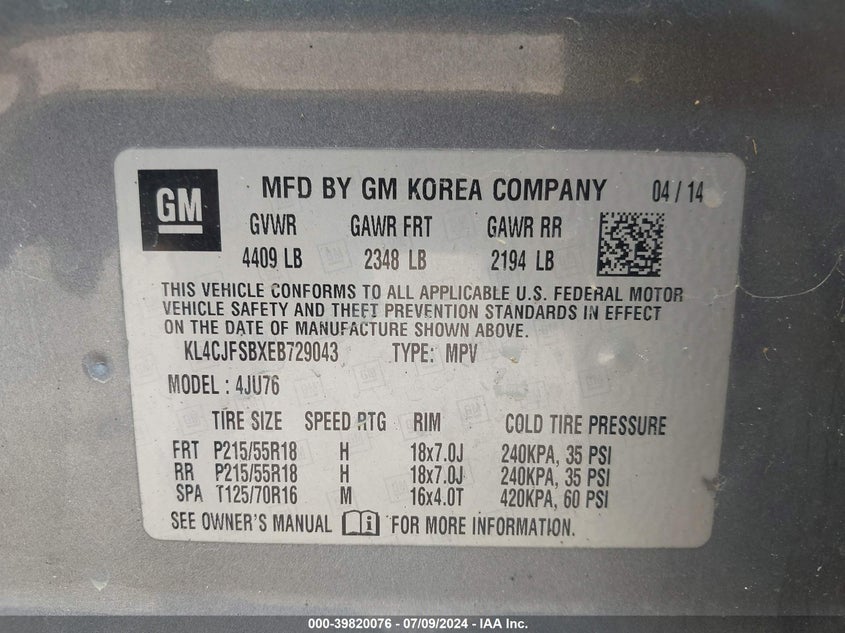 GM MFD BY GM KOREA COMPANY 04 / 14
GVWR GAWR FRT GAWR RR
4409 LB 2348 LB 2194 LB
THIS VEHICLE CONFORMS TO ALL APPLICABLE U.S. FEDERAL MOTOR
VEHICLE SAFETY AND THEFT PREVENTION STANDARDS IN EFFECT
ON THE DATE OF MANUFACTURE SHOWN ABOVE.
KL4CJFSBXEB729043 TYPE: MPV
MODEL : 4JU76
TIRE SIZE SPEED RTG RIM COLD TIRE PRESSURE
FRT P215/55R18 H 18x7.0J 240KPA, 35 PSI
RR P215/55R18 H 18x7.0J 240KPA, 35 PSI
SPA T125/70R16 M 16x4.0T 420KPA, 60 PSI
SEE OWNER'S MANUAL FOR MORE INFORMATION.
000-39820076 - 07/09/2024 - IAA Inc.